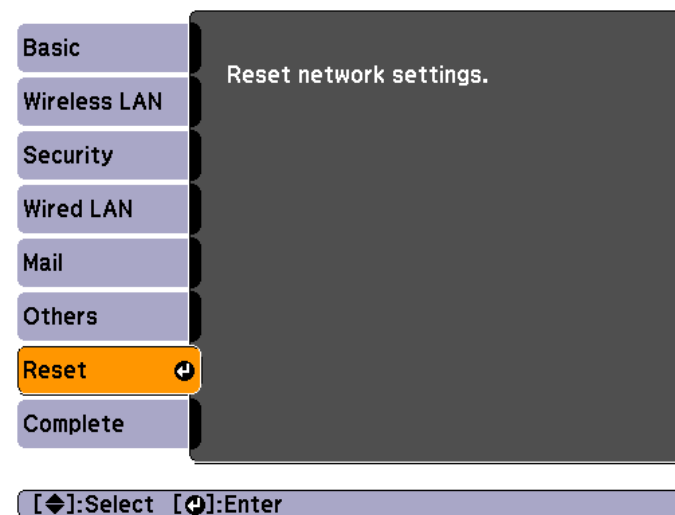 Basic
Reset network settings.
Wireless LAN
Security
Wired LAN
Mail
Others
Reset
Complete
[◆]:Select [↵]:Enter